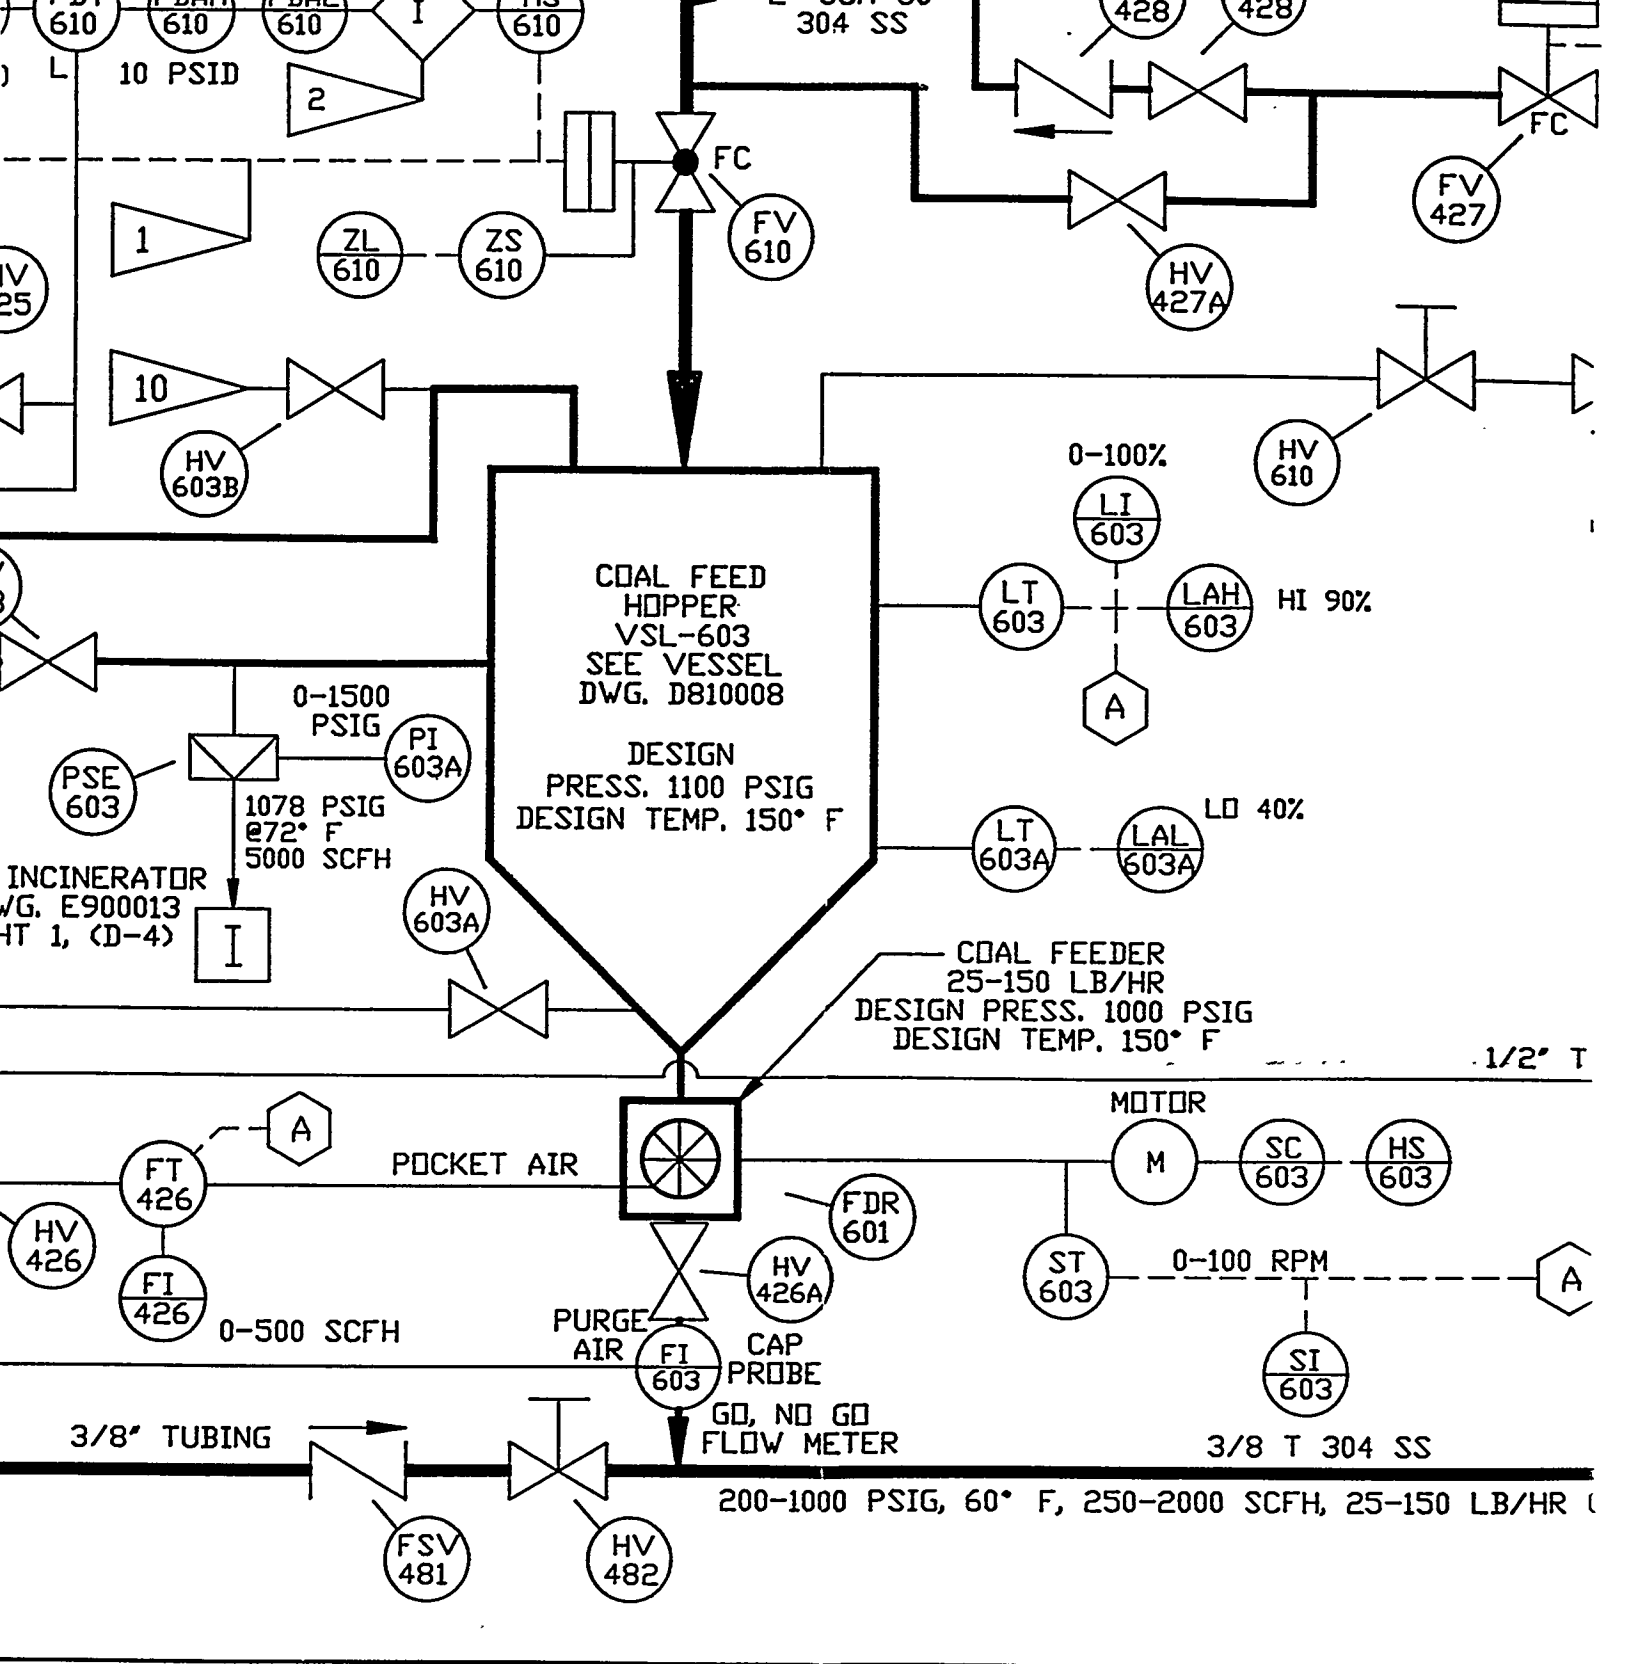 610
610
610
I
610
304 SS
428
428
L
10 PSID
2
FC
FC
FV
427
1
ZL
610
ZS
610
FV
610
HV
427A
10
HV
603B
0-100%
HV
610
LI
603
COAL FEED
HOPPER
VSL-603
SEE VESSEL
DWG. D810008
LT
603
LAH
603
HI 90%
A
0-1500
PSIG
PI
603A
PSE
603
DESIGN
PRESS. 1100 PSIG
DESIGN TEMP. 150° F
1078 PSIG
@72° F
5000 SCFH
LT
603A
LAL
603A
LO 40%
INCINERATOR
WG. E900013
HT 1, (D-4)
I
HV
603A
COAL FEEDER
25-150 LB/HR
DESIGN PRESS. 1000 PSIG
DESIGN TEMP. 150° F
1/2" T
MOTOR
A
FT
426
POCKET AIR
M
SC
603
HS
603
HV
426
FDR
601
FI
426
0-500 SCFH
HV
426A
ST
603
0-100 RPM
A
PURGE
AIR
FI
603
CAP
PROBE
SI
603
GO, NO GO
FLOW METER
3/8" TUBING
3/8 T 304 SS
200-1000 PSIG, 60° F, 250-2000 SCFH, 25-150 LB/HR
FSV
481
HV
482